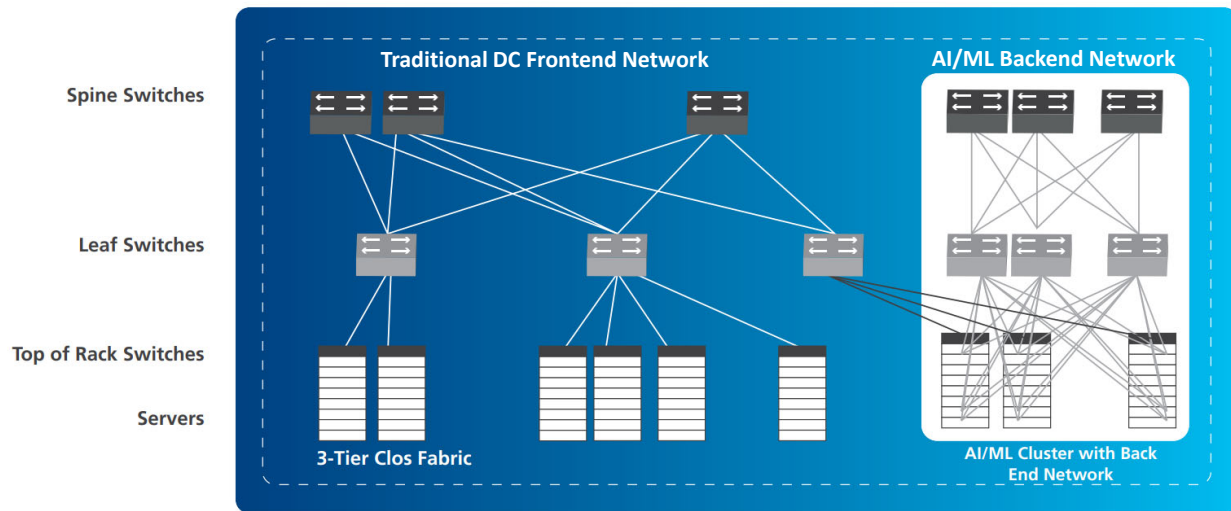 Traditional DC Frontend Network
AI/ML Backend Network
Spine Switches
Leaf Switches
Top of Rack Switches
Servers
3-Tier Clos Fabric
AI/ML Cluster with Back
End Network